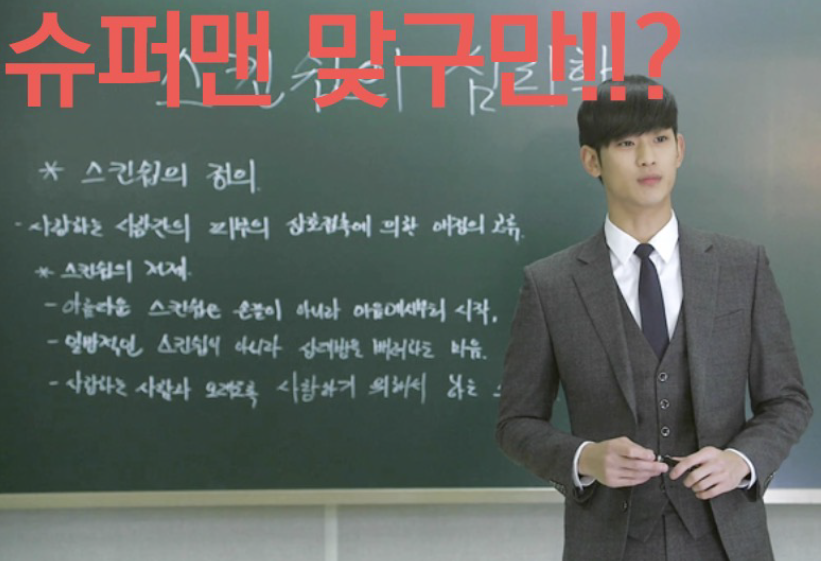 슈퍼맨 맞구만!!!?
스킨쉽의 심리학
* 스킨쉽의 정의.
- 사랑하는 사람간의 피부의 상호접촉에 의한 애정의 교류.
* 스킨쉽의 자세.
- 아름다운 스킨쉽은 손끝이 아니라 마음에서부터 시작.
- 일방적인 스킨쉽이 아니라 상대방을 배려하는 마음.
- 사랑하는 사람과 오래도록 사랑하기 위해서 하는 스